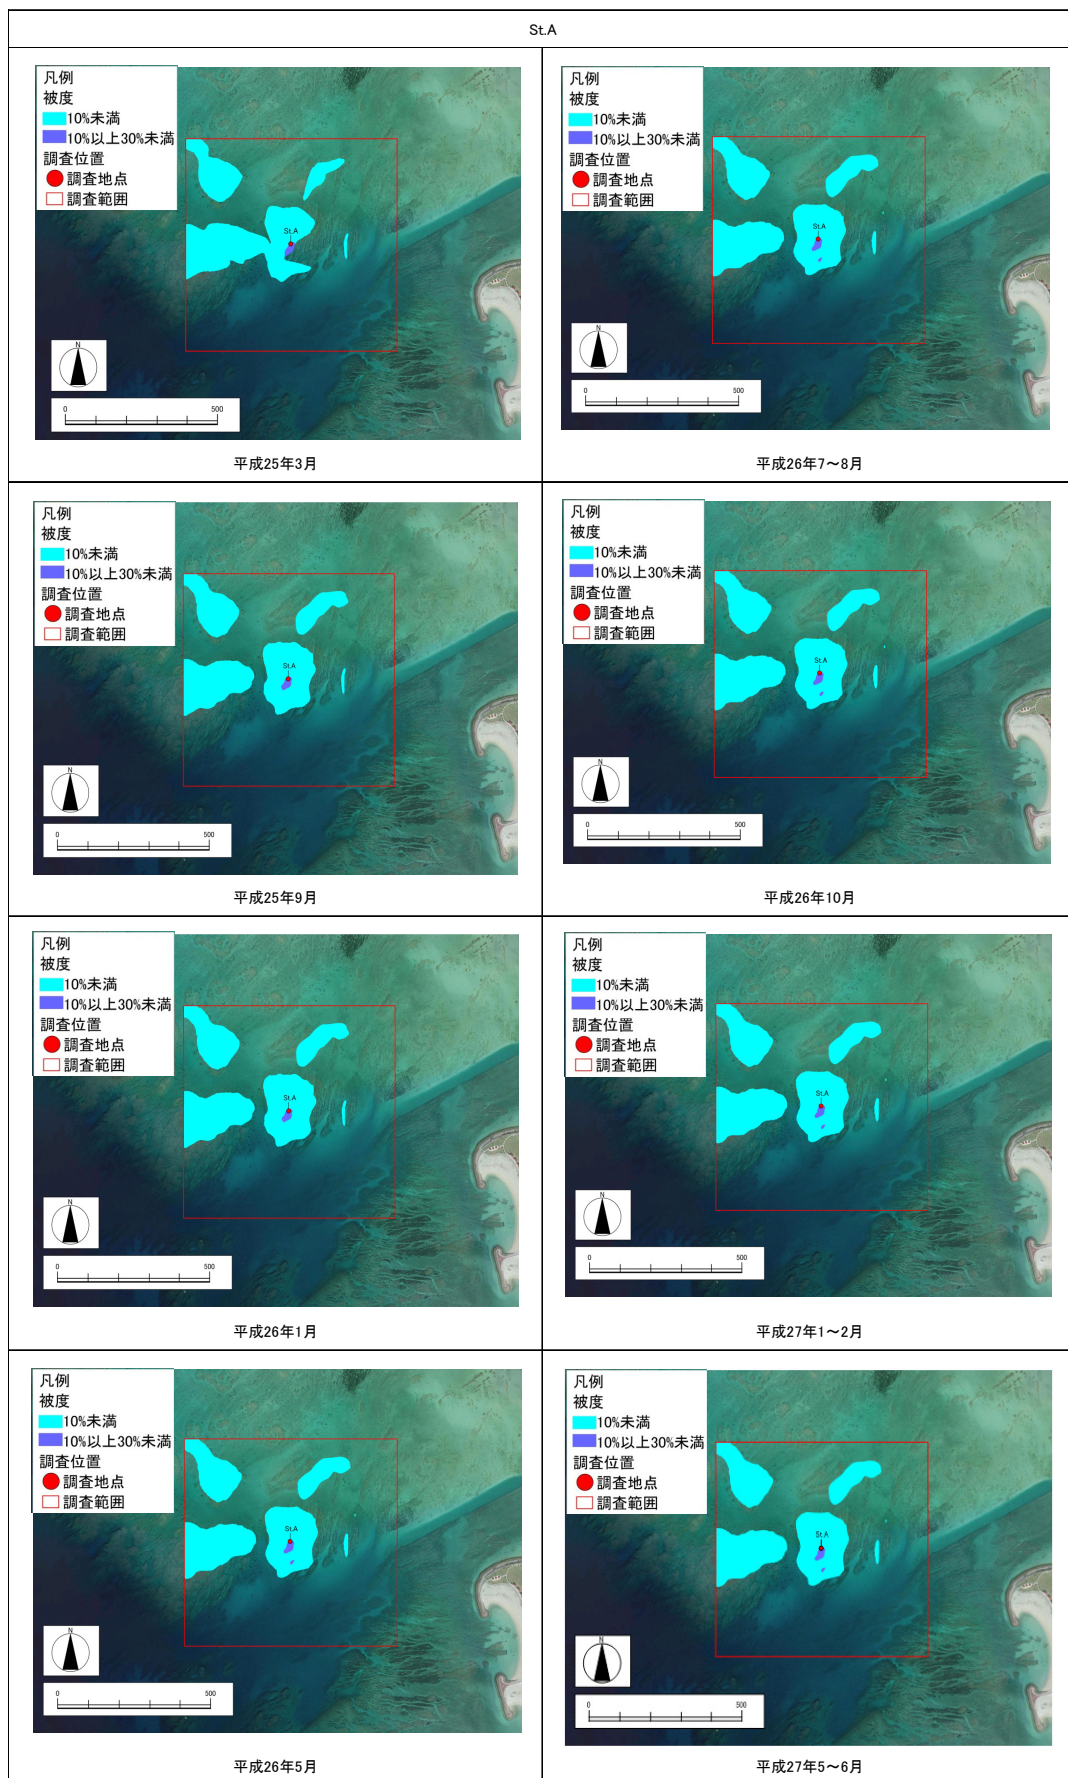 St.A
凡例
被度
10%未満
10%以上30%未満
調査位置
調査地点
調査範囲
St.A
N
0 500
平成25年3月
凡例
被度
10%未満
10%以上30%未満
調査位置
調査地点
調査範囲
St.A
N
0 500
平成26年7～8月
凡例
被度
10%未満
10%以上30%未満
調査位置
調査地点
調査範囲
St.A
N
0 500
平成25年9月
凡例
被度
10%未満
10%以上30%未満
調査位置
調査地点
調査範囲
St.A
N
0 500
平成26年10月
凡例
被度
10%未満
10%以上30%未満
調査位置
調査地点
調査範囲
St.A
N
0 500
平成26年1月
凡例
被度
10%未満
10%以上30%未満
調査位置
調査地点
調査範囲
St.A
N
0 500
平成27年1～2月
凡例
被度
10%未満
10%以上30%未満
調査位置
調査地点
調査範囲
St.A
N
0 500
平成26年5月
凡例
被度
10%未満
10%以上30%未満
調査位置
調査地点
調査範囲
St.A
N
0 500
平成27年5～6月